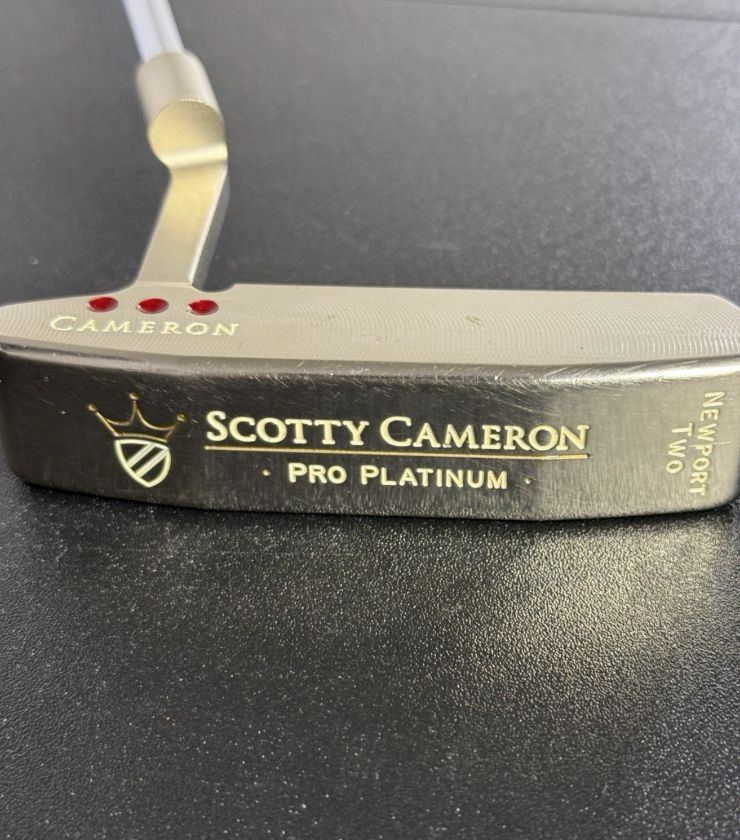 CAMERON
SCOTTY CAMERON
· PRO PLATINUM ·
NEWPORT
TWO